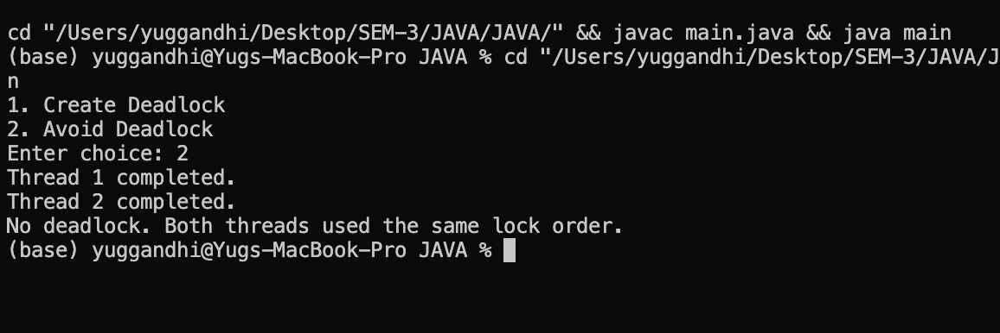 cd "/Users/yuggandhi/Desktop/SEM-3/JAVA/JAVA/" && javac main.java && java main
(base) yuggandhi@Yugs-MacBook-Pro JAVA % cd "/Users/yuggandhi/Desktop/SEM-3/JAVA/J
n
1. Create Deadlock
2. Avoid Deadlock
Enter choice: 2
Thread 1 completed.
Thread 2 completed.
No deadlock. Both threads used the same lock order.
(base) yuggandhi@Yugs-MacBook-Pro JAVA %